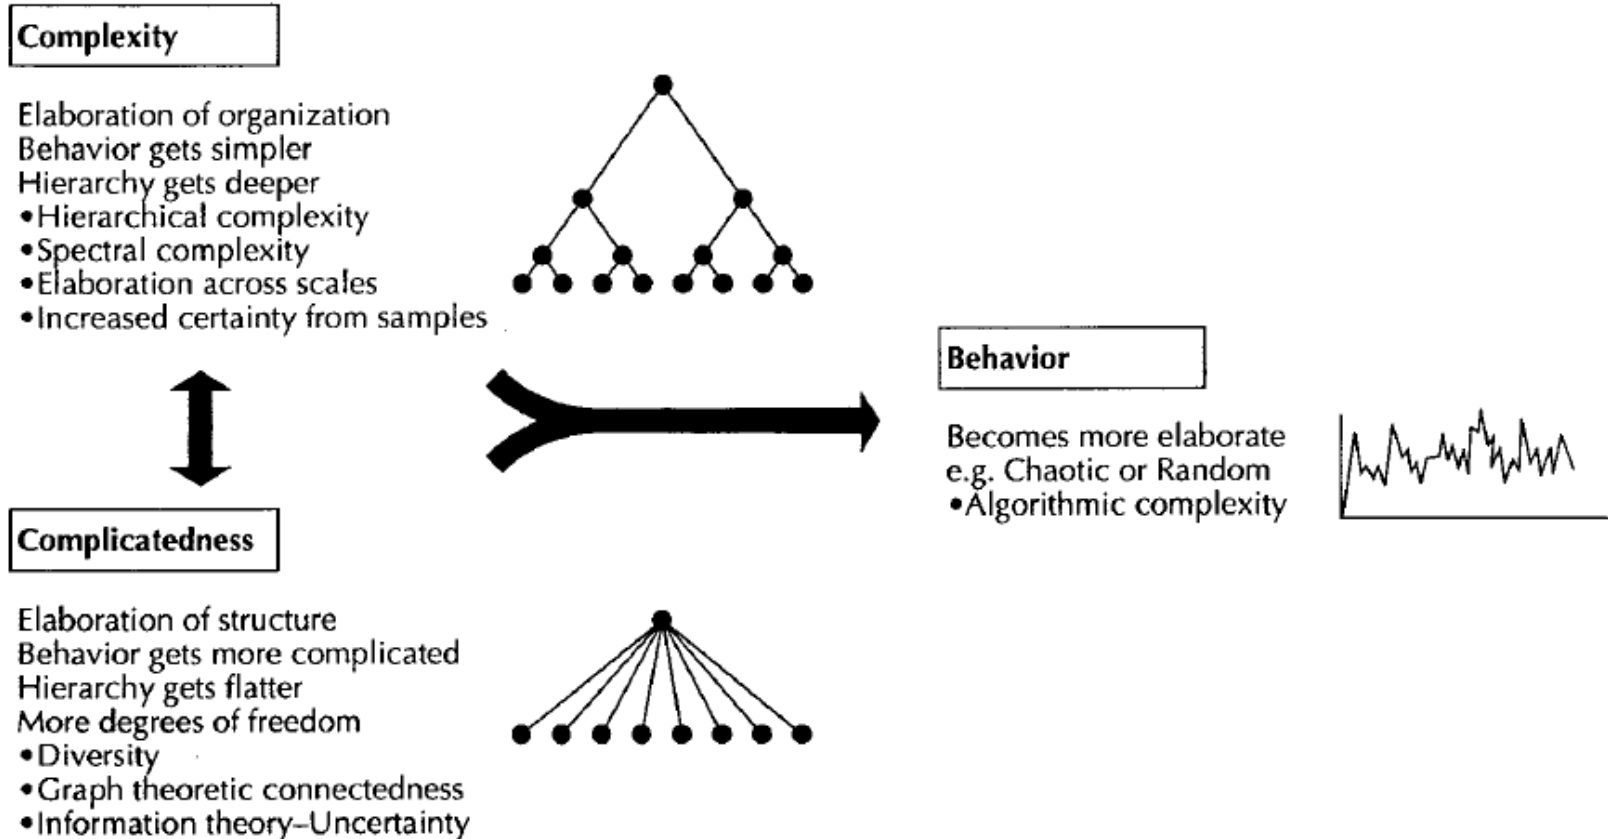 Complexity
Elaboration of organization
Behavior gets simpler
Hierarchy gets deeper
•Hierarchical complexity
•Spectral complexity
•Elaboration across scales
•Increased certainty from samples
Behavior
Becomes more elaborate
e.g. Chaotic or Random
•Algorithmic complexity
Complicatedness
Elaboration of structure
Behavior gets more complicated
Hierarchy gets flatter
More degrees of freedom
•Diversity
•Graph theoretic connectedness
•Information theory–Uncertainty